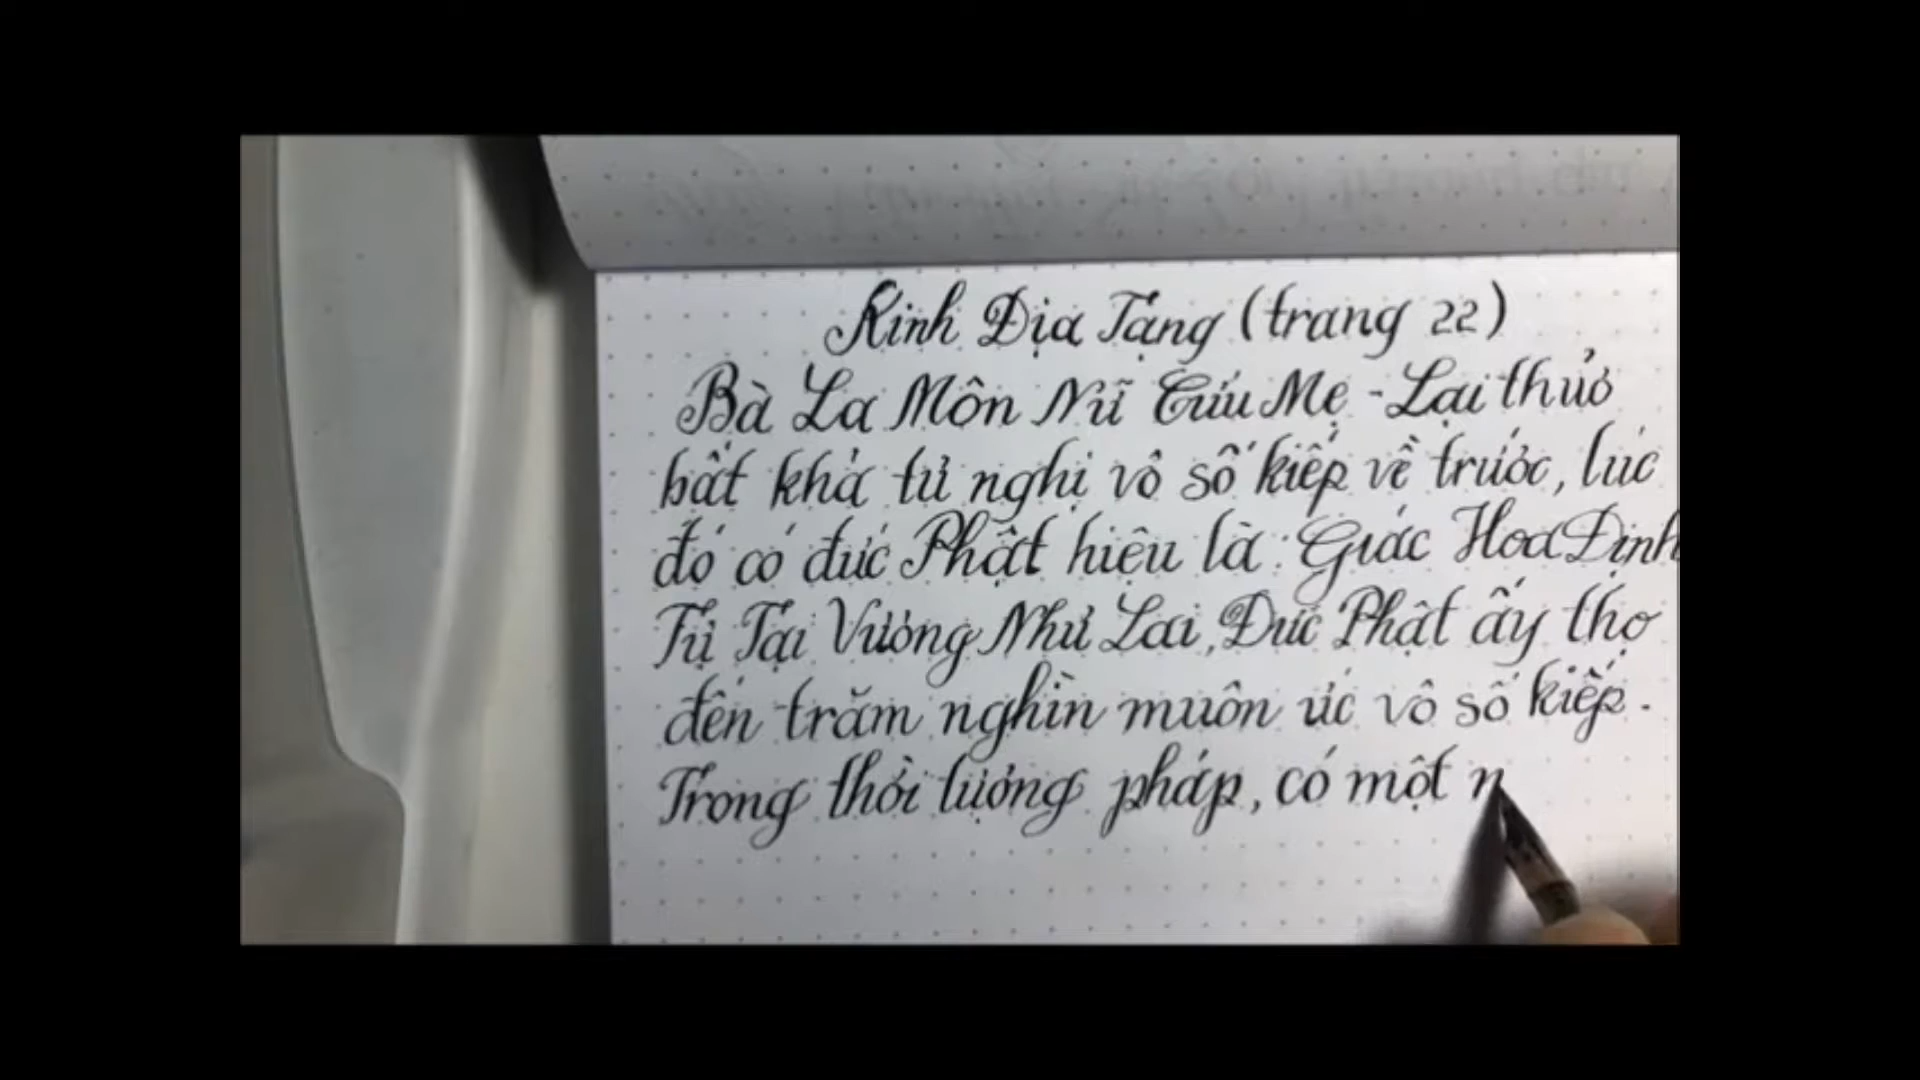 Kinh Địa Tạng (trang 22)
Bà La Môn Nữ Cứu Mẹ - Lại thuở
bất khả tư nghị vô số kiếp về trước, lúc
đó có đức Phật hiệu là: Giác Hoa Định
Tự Tại Vương Như Lai, Đức Phật ấy thọ
đến trăm nghìn muôn ức vô số kiếp.
Trong thời tượng pháp, có một n